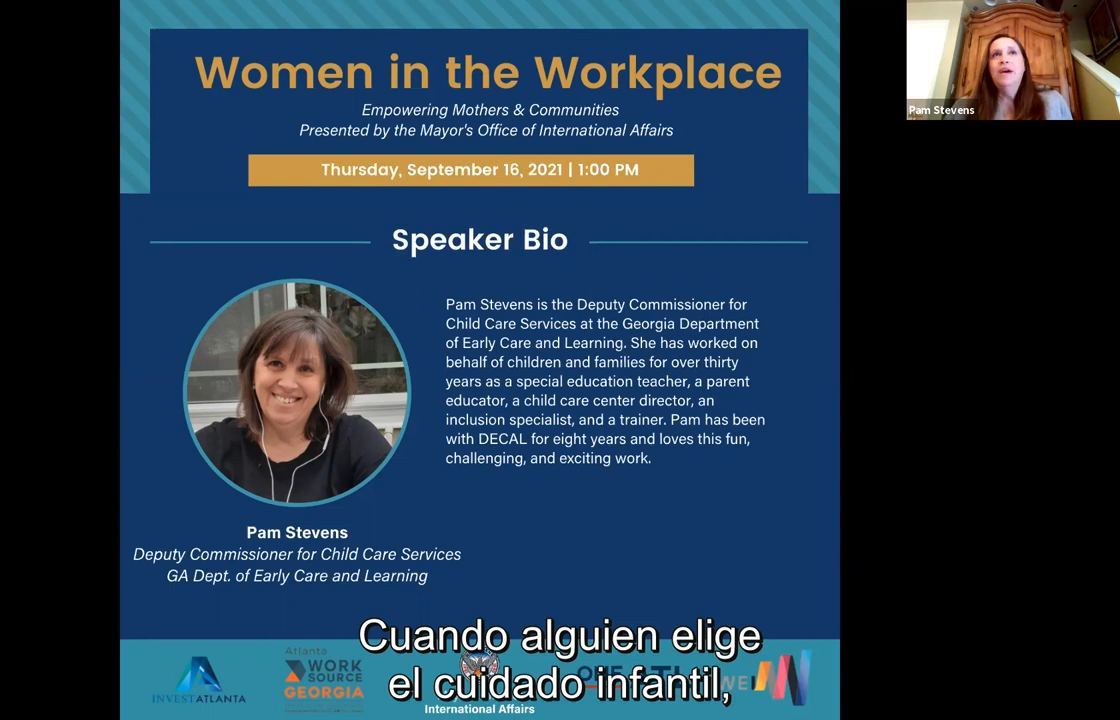 Women in the Workplace
Empowering Mothers & Communities
Presented by the Mayor's Office of International Affairs
Thursday, September 16, 2021 | 1:00 PM
Pam Stevens
Speaker Bio
Pam Stevens is the Deputy Commissioner for
Child Care Services at the Georgia Department
of Early Care and Learning. She has worked on
behalf of children and families for over thirty
years as a special education teacher, a parent
educator, a child care center director, an
inclusion specialist, and a trainer. Pam has been
with DECAL for eight years and loves this fun,
challenging, and exciting work.
Pam Stevens
Deputy Commissioner for Child Care Services
GA Dept. of Early Care and Learning
Cuando alguien elige
el cuidado infantil,
INVESTATLANTA
Atlanta
WORK
SOURCE
GEORGIA
International Affairs